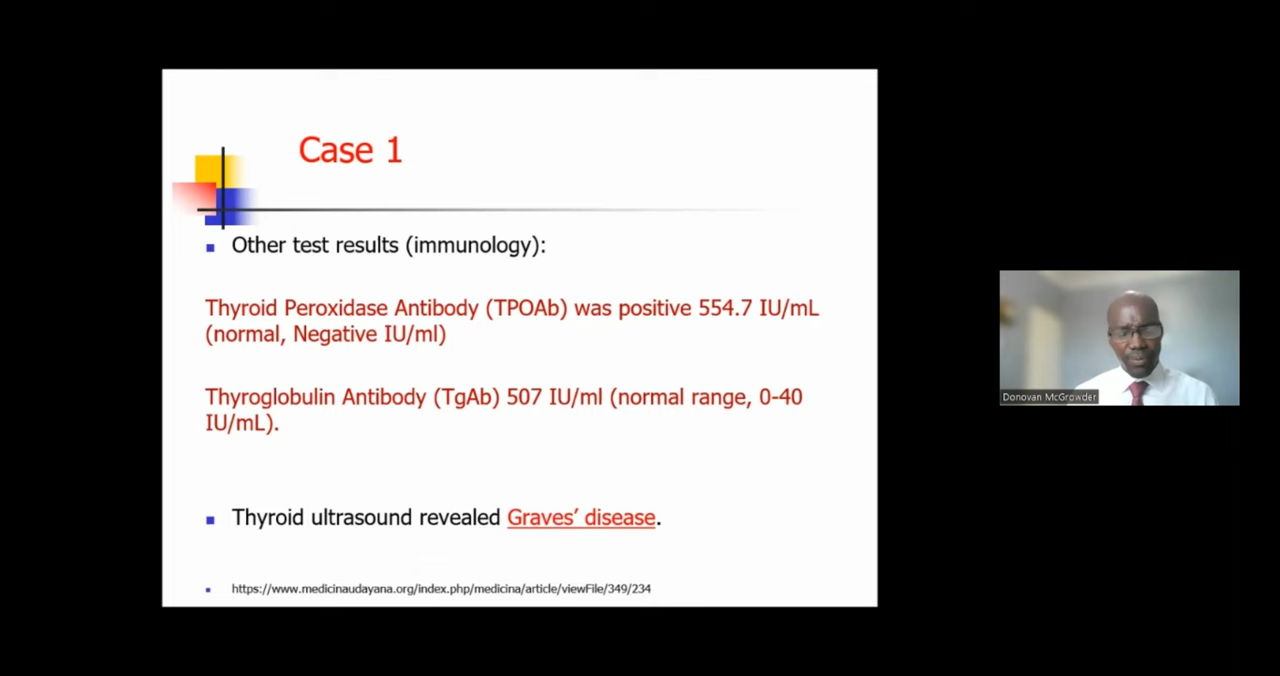 Case 1
Other test results (immunology):
Thyroid Peroxidase Antibody (TPOAb) was positive 554.7 IU/mL
(normal, Negative IU/ml)
Thyroglobulin Antibody (TgAb) 507 IU/ml (normal range, 0-40
IU/mL).
Thyroid ultrasound revealed Graves’ disease.
https://www.medicinaudayana.org/index.php/medicina/article/viewFile/349/234
Donovan McGrowder